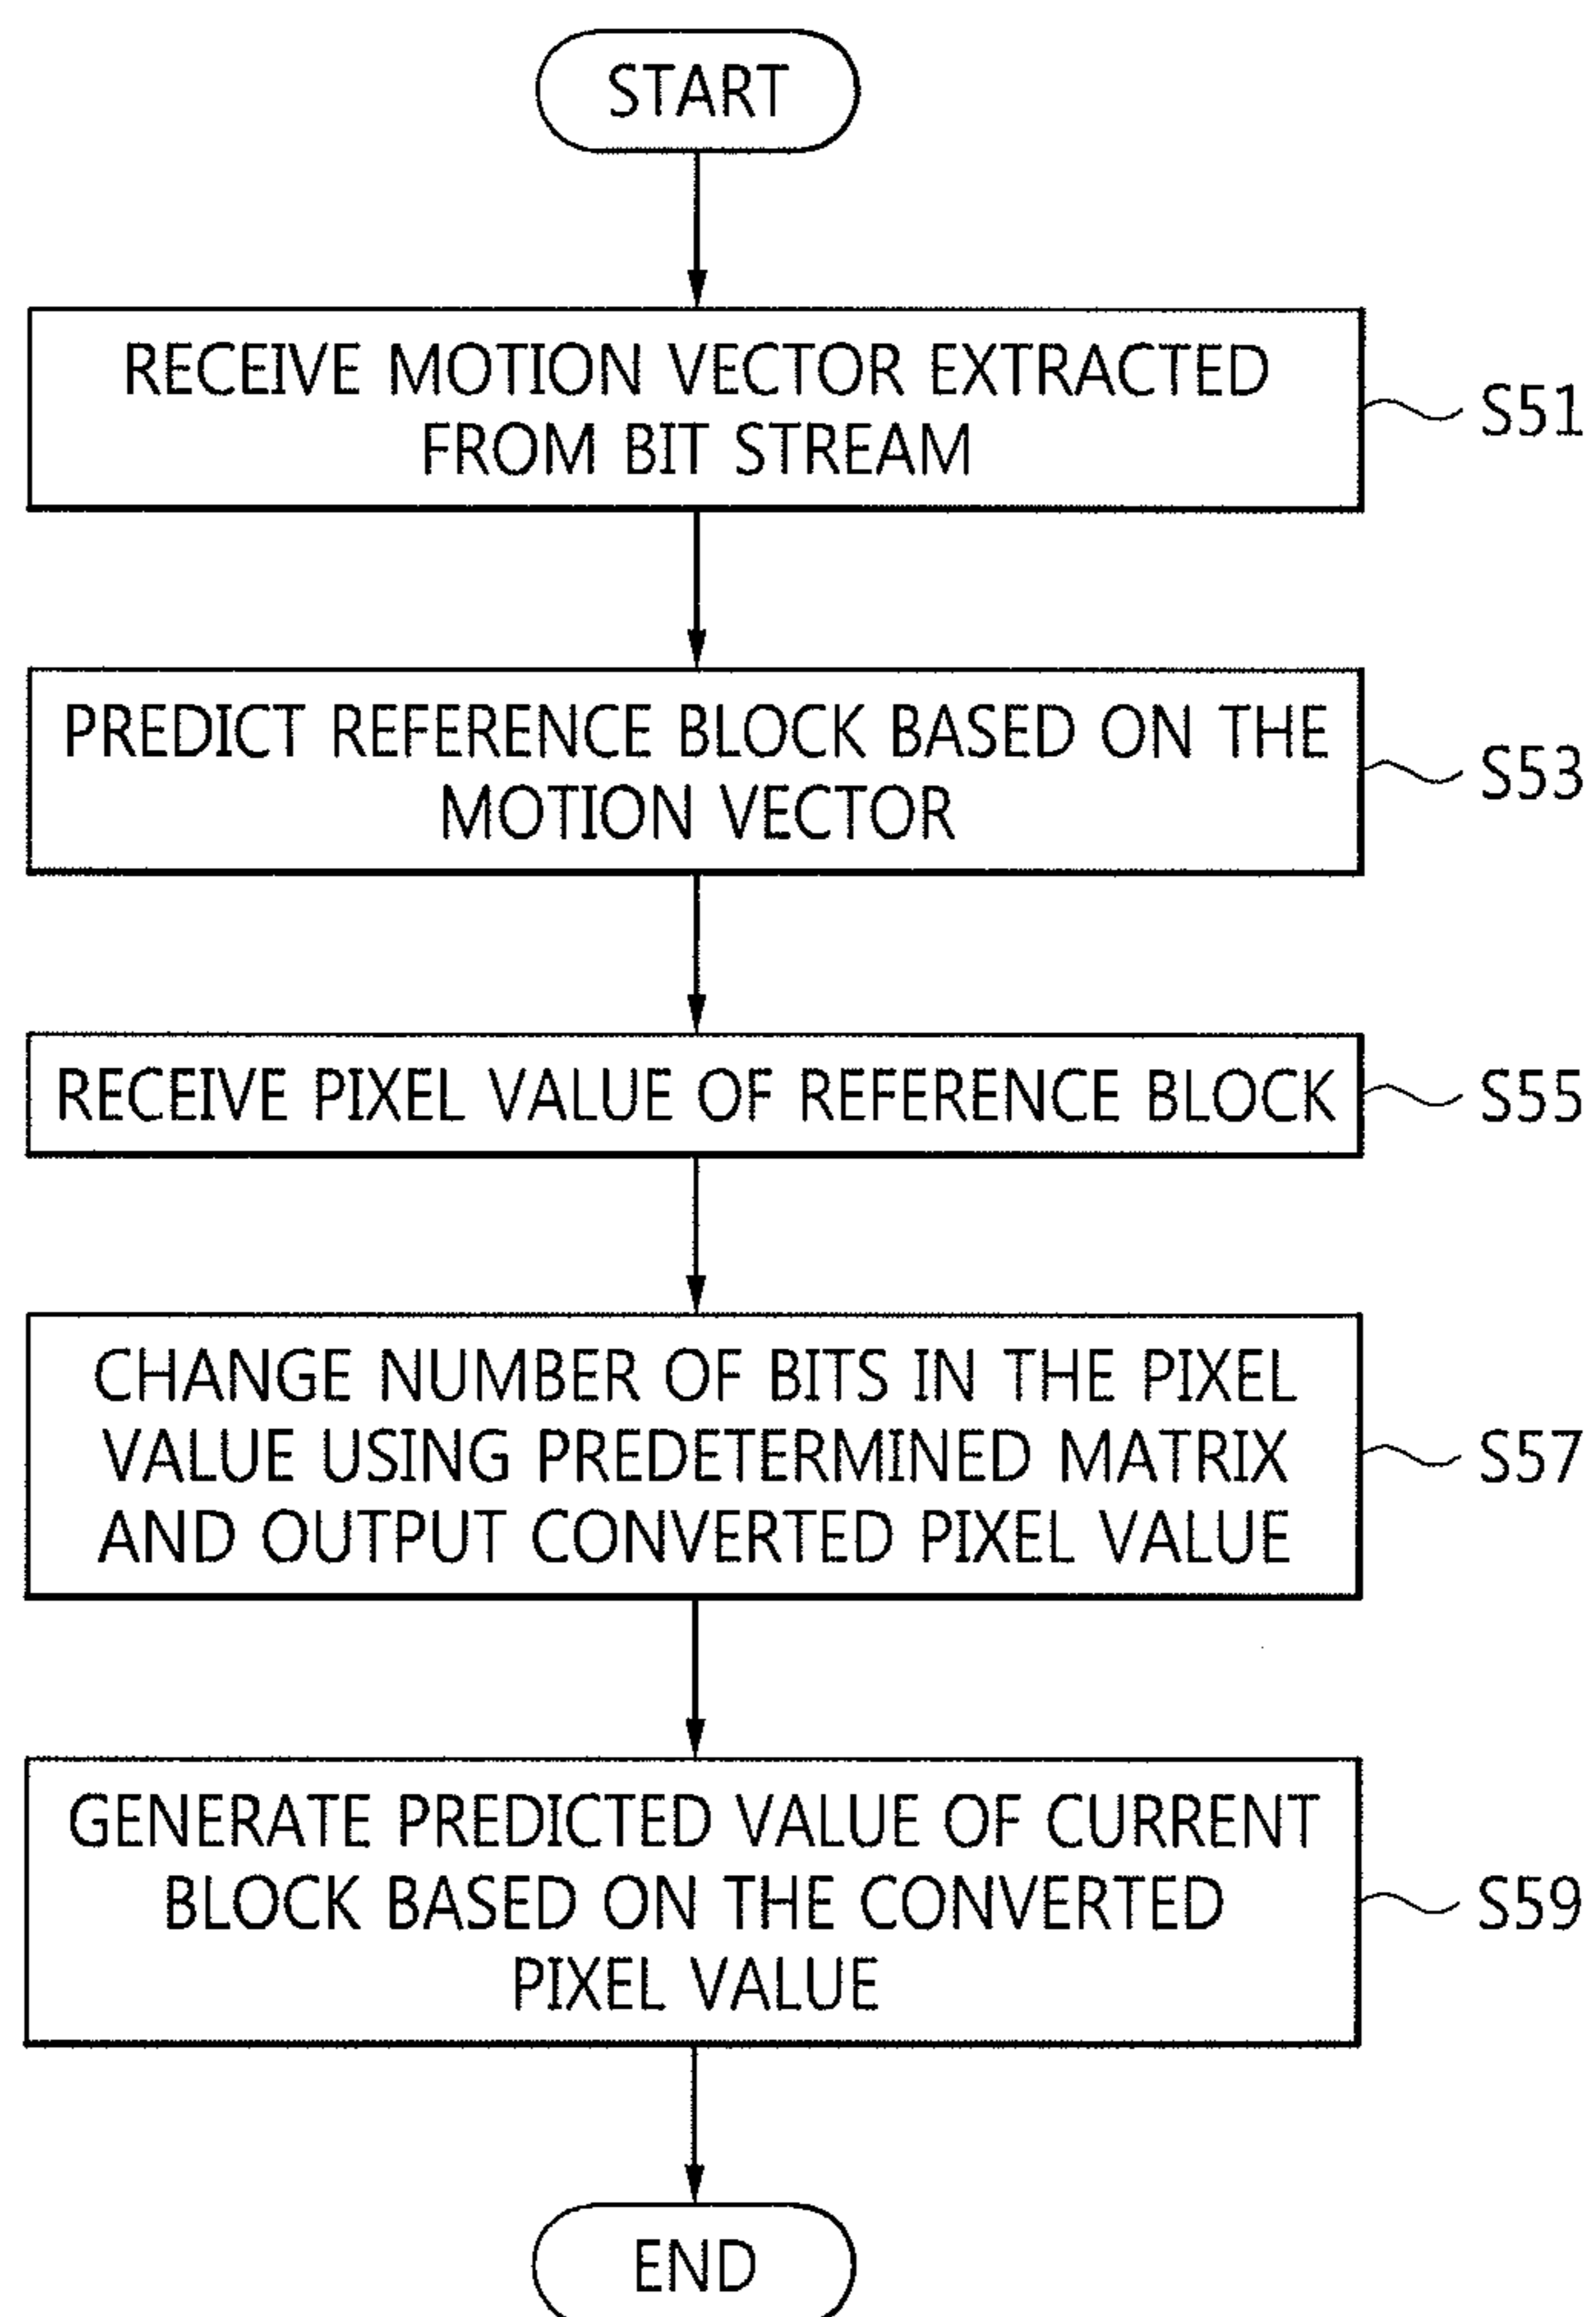 START
RECEIVE MOTION VECTOR EXTRACTED
FROM BIT STREAM
S51
PREDICT REFERENCE BLOCK BASED ON THE
MOTION VECTOR
S53
RECEIVE PIXEL VALUE OF REFERENCE BLOCK
S55
CHANGE NUMBER OF BITS IN THE PIXEL
VALUE USING PREDETERMINED MATRIX
AND OUTPUT CONVERTED PIXEL VALUE
S57
GENERATE PREDICTED VALUE OF CURRENT
BLOCK BASED ON THE CONVERTED
PIXEL VALUE
S59
END